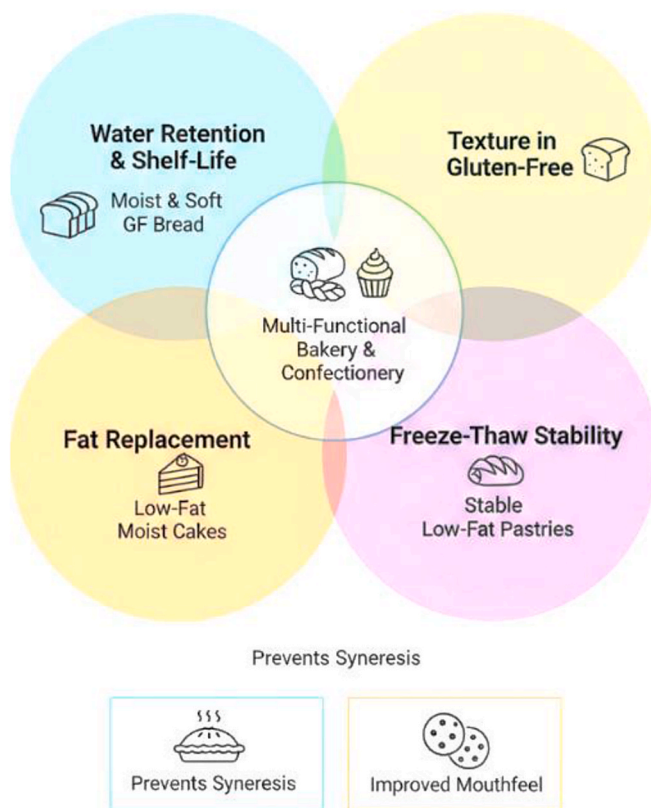 Water Retention
& Shelf-Life
Moist & Soft
GF Bread
Texture in
Gluten-Free
Multi-Functional
Bakery &
Confectionery
Fat Replacement
Low-Fat
Moist Cakes
Freeze-Thaw Stability
Stable
Low-Fat Pastries
Prevents Syneresis
Prevents Syneresis
Improved Mouthfeel